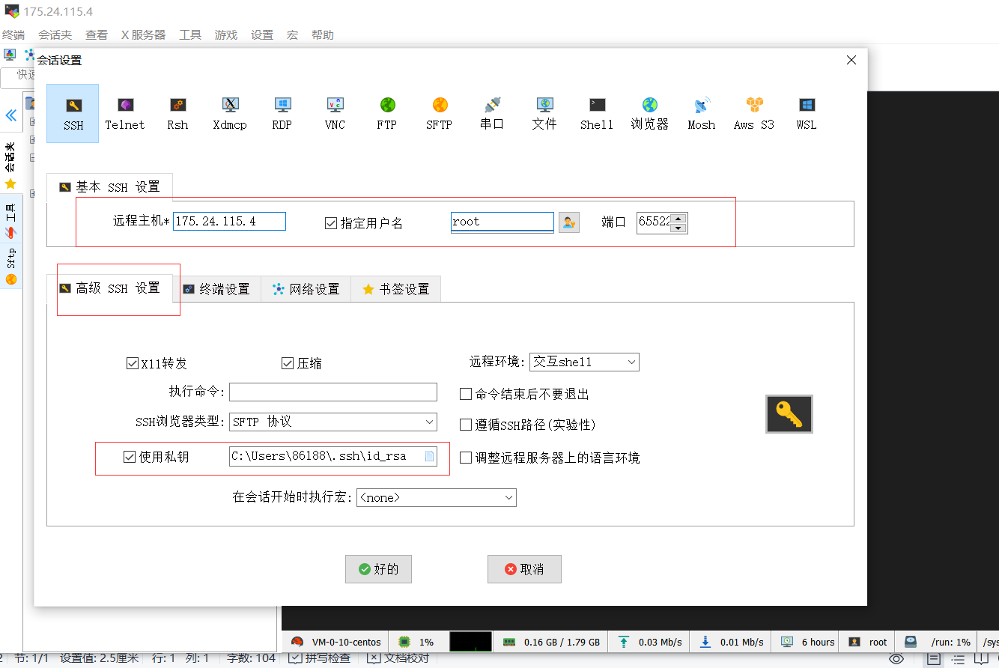 175.24.115.4
终端 会话夹 查看 X 服务器 工具 游戏 设置 宏 帮助
会话设置
快速
SSH Telnet Rsh Xdmcp RDP VNC FTP SFTP 串口 文件 Shell 浏览器 Mosh Aws S3 WSL
会话夹
工具
Sftp
基本 SSH 设置
远程主机* 175.24.115.4 指定用户名 root 端口 65522
高级 SSH 设置 终端设置 网络设置 书签设置
X11转发 压缩 远程环境: 交互shell
执行命令: 命令结束后不要退出
SSH浏览器类型: SFTP 协议 遵循SSH路径(实验性)
使用私钥 C:\Users\86188\.ssh\id_rsa 调整远程服务器上的语言环境
在会话开始时执行宏: <none>
好的 取消
VM-0-10-centos 1% 0.16 GB / 1.79 GB 0.03 Mb/s 0.01 Mb/s 6 hours root /run: 1% /sys
2 节: 1/1 设置值: 2.5厘米 行: 1 列: 1 字数: 104 拼写检查 文档校对